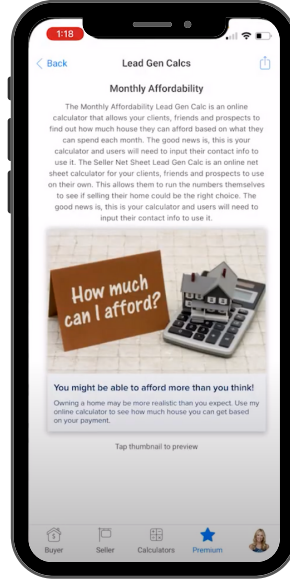 1:18
Back Lead Gen Calcs
Monthly Affordability
The Monthly Affordability Lead Gen Calc is an online
calculator that allows your clients, friends and prospects to
find out how much house they can afford based on what they
can spend each month. The good news is, this is your
calculator and users will need to input their contact info to
use it. The Seller Net Sheet Lead Gen Calc is an online net
sheet calculator for your clients, friends and prospects to use
on their own. This allows them to run the numbers themselves
to see if selling their home could be the right choice. The
good news is, this is your calculator and users will need to
input their contact info to use it.
How much
can I afford?
You might be able to afford more than you think!
Owning a home may be more realistic than you expect. Use my
online calculator to see how much house you can get based
on your payment.
Tap thumbnail to preview
Buyer Seller Calculators Premium